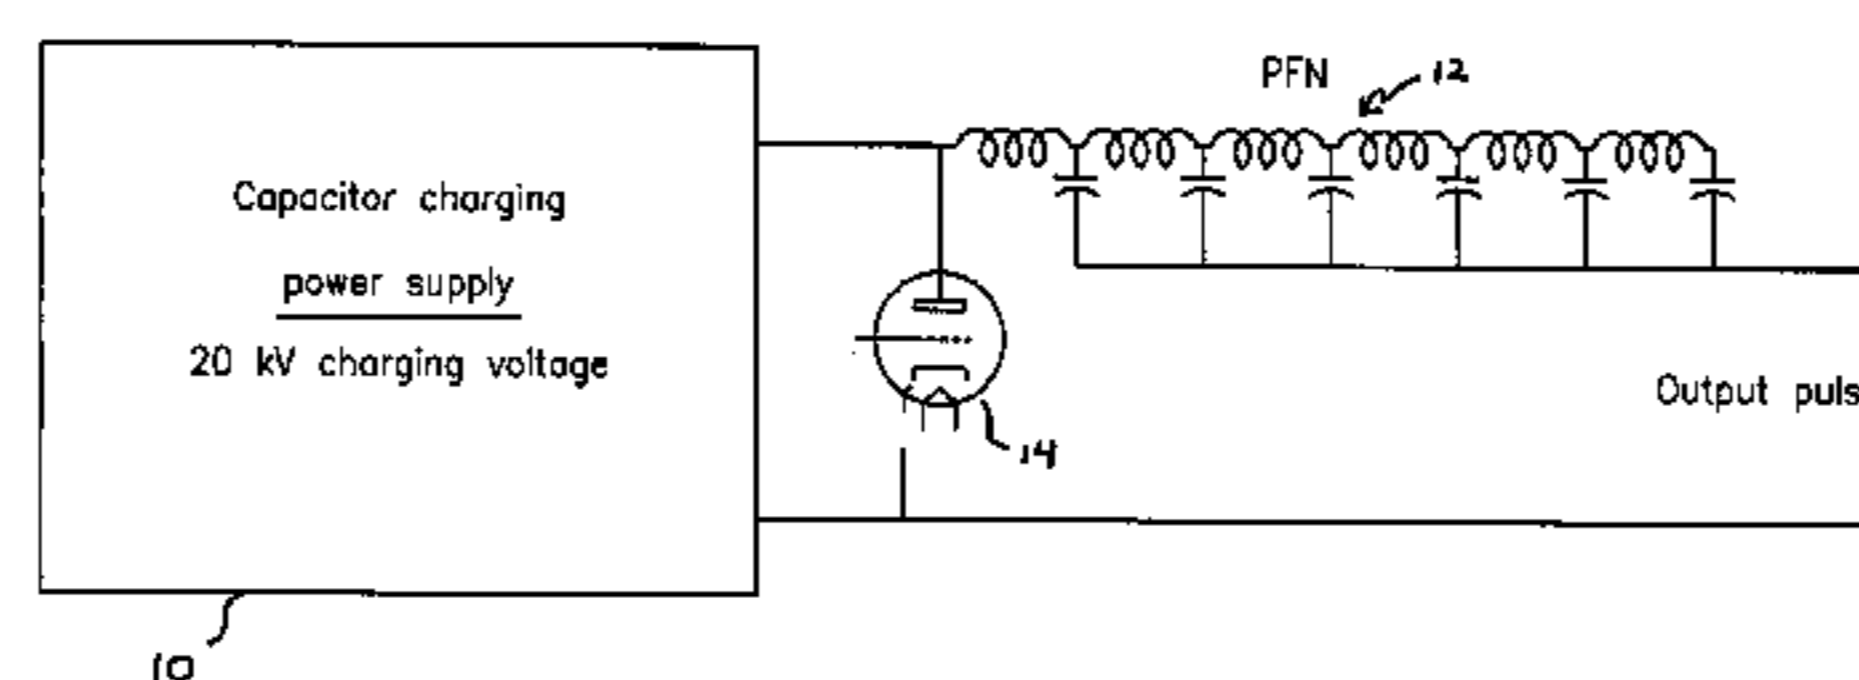 PFN
12
Capacitor charging
power supply
20 kV charging voltage
Output puls
14
10